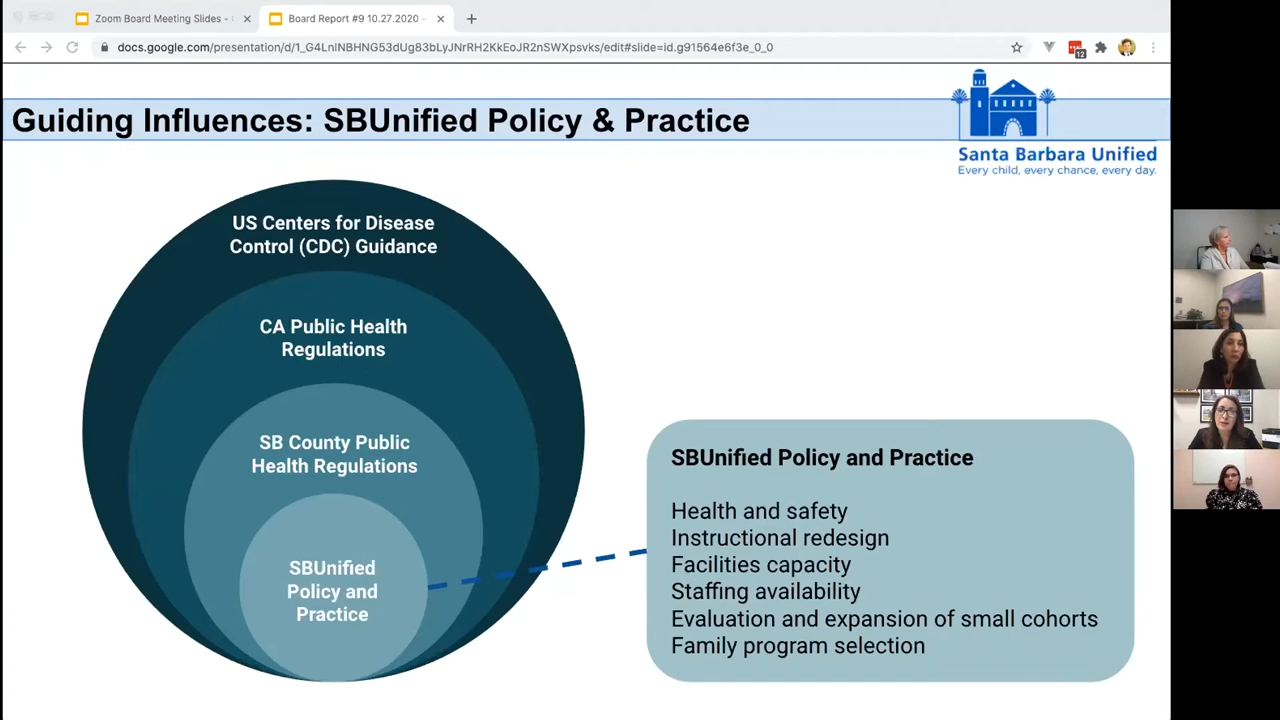 Zoom Board Meeting Slides -
Board Report #9 10.27.2020 -
docs.google.com/presentation/d/1_G4LnINBHNG53dUg83bLyJNrRH2KkEoJR2nSWXpsvks/edit#slide=id.g91564e6f3e_0_0
12
Guiding Influences: SBUnified Policy & Practice
Santa Barbara Unified
Every child, every chance, every day.
US Centers for Disease
Control (CDC) Guidance
CA Public Health
Regulations
SB County Public
Health Regulations
SBUnified
Policy and
Practice
SBUnified Policy and Practice
Health and safety
Instructional redesign
Facilities capacity
Staffing availability
Evaluation and expansion of small cohorts
Family program selection